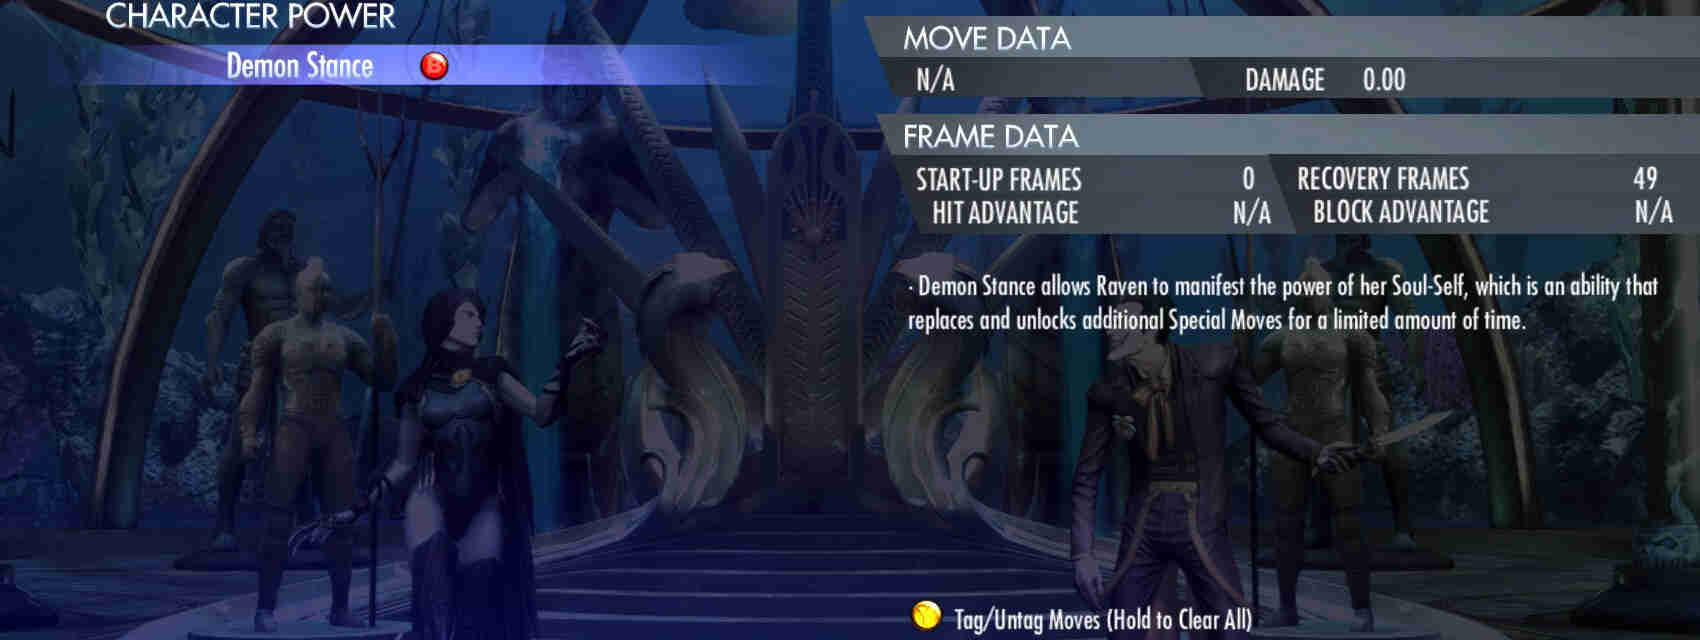 CHARACTER POWER
Demon Stance B
MOVE DATA
N/A DAMAGE 0.00
FRAME DATA
START-UP FRAMES 0 RECOVERY FRAMES 49
HIT ADVANTAGE N/A BLOCK ADVANTAGE N/A
· Demon Stance allows Raven to manifest the power of her Soul-Self, which is an ability that
replaces and unlocks additional Special Moves for a limited amount of time.
Y Tag/Untag Moves (Hold to Clear All)